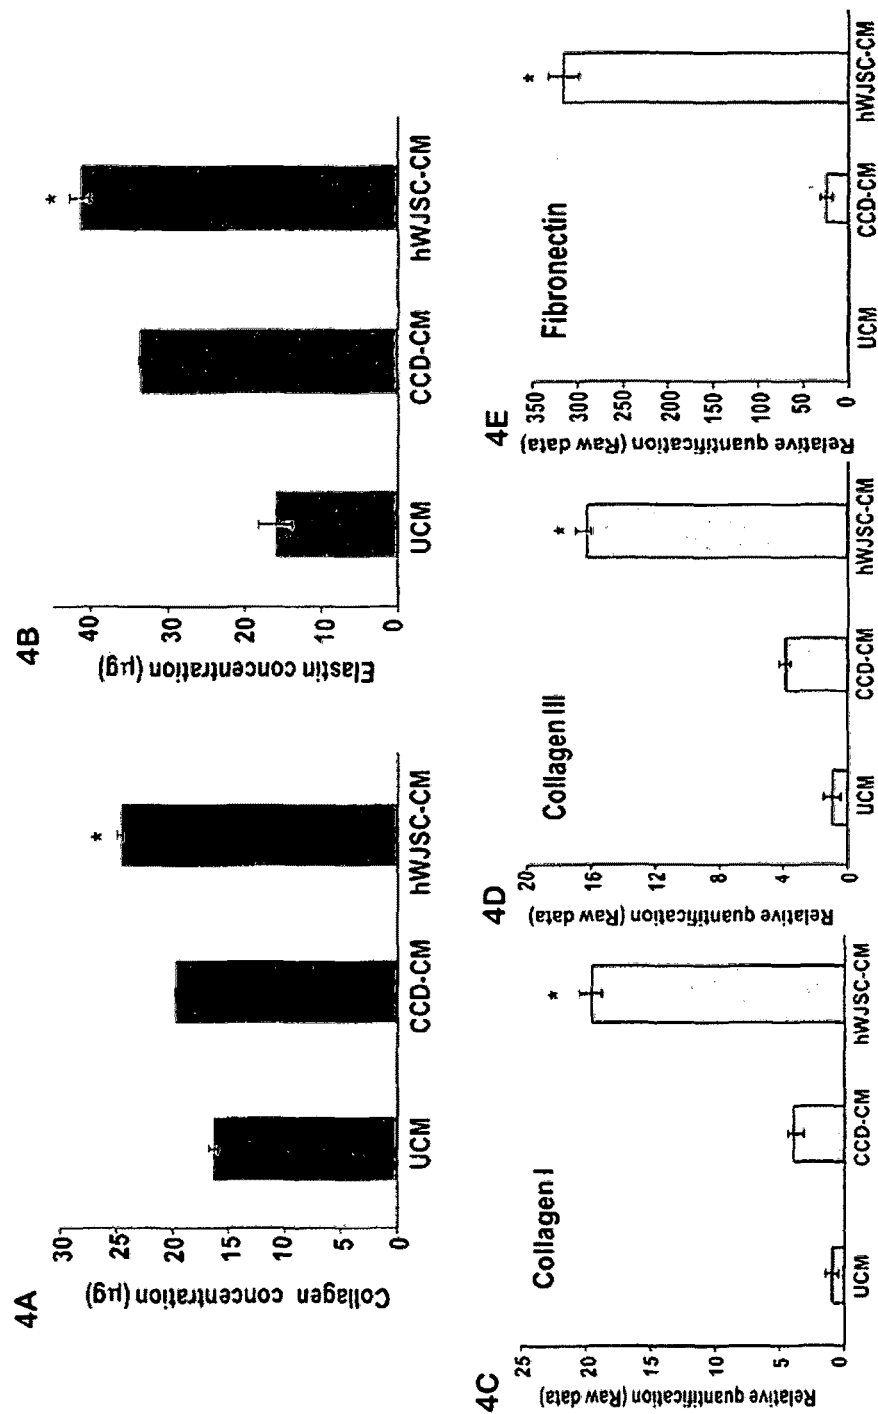 4A
Collagen concentration (µg)
30
25
20
15
10
5
0
UCM
CCD-CM
hWJSC-CM
*
4B
Elastin concentration (µg)
40
30
20
10
0
UCM
CCD-CM
hWJSC-CM
*
4C
Relative quantification (Raw data)
25
20
15
10
5
0
Collagen I
UCM
CCD-CM
hWJSC-CM
*
4D
Relative quantification (Raw data)
20
16
12
8
4
0
Collagen III
UCM
CCD-CM
hWJSC-CM
*
4E
Relative quantification (Raw data)
350
300
250
200
150
100
50
0
Fibronectin
UCM
CCD-CM
hWJSC-CM
*